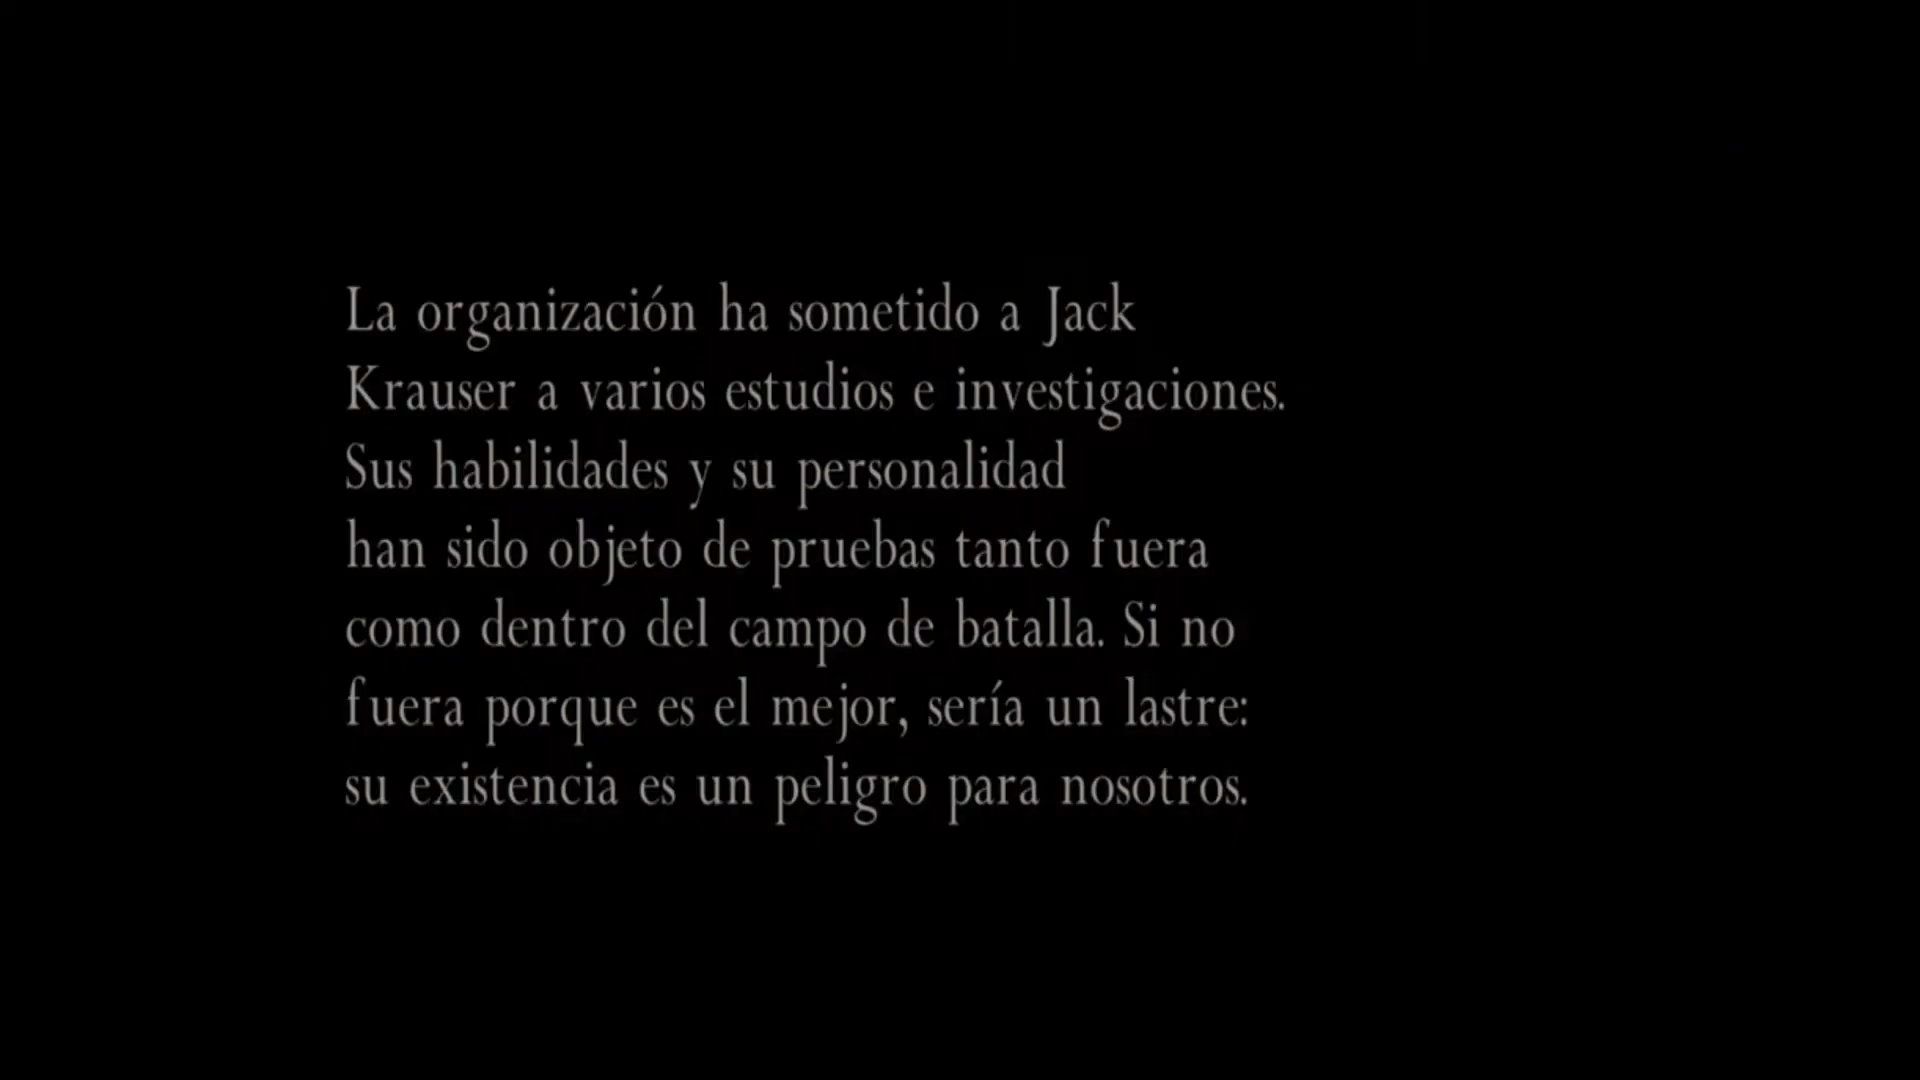 La organización ha sometido a Jack
Krauser a varios estudios e investigaciones.
Sus habilidades y su personalidad
han sido objeto de pruebas tanto fuera
como dentro del campo de batalla. Si no
fuera porque es el mejor, sería un lastre:
su existencia es un peligro para nosotros.